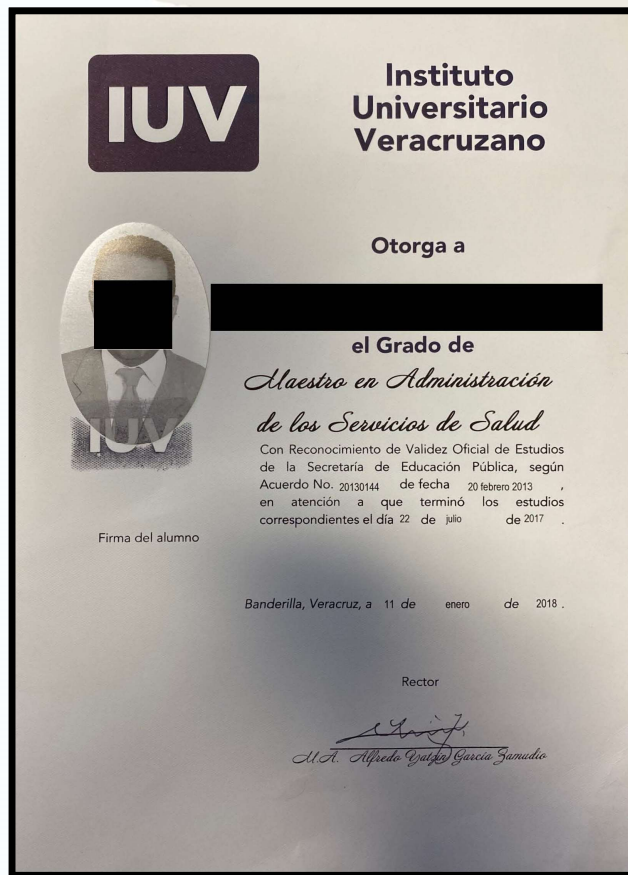 IUV
Instituto
Universitario
Veracruzano
Otorga a
el Grado de
Maestro en Administración
de los Servicios de Salud
Con Reconocimiento de Validez Oficial de Estudios
de la Secretaría de Educación Pública, según
Acuerdo No. 20130144 de fecha 20 febrero 2013 ,
en atención a que terminó los estudios
correspondientes el día 22 de julio de 2017 .
IUV
Firma del alumno
Banderilla, Veracruz, a 11 de enero de 2018 .
Rector
M.A. Alfredo Yatzin García Zamudio